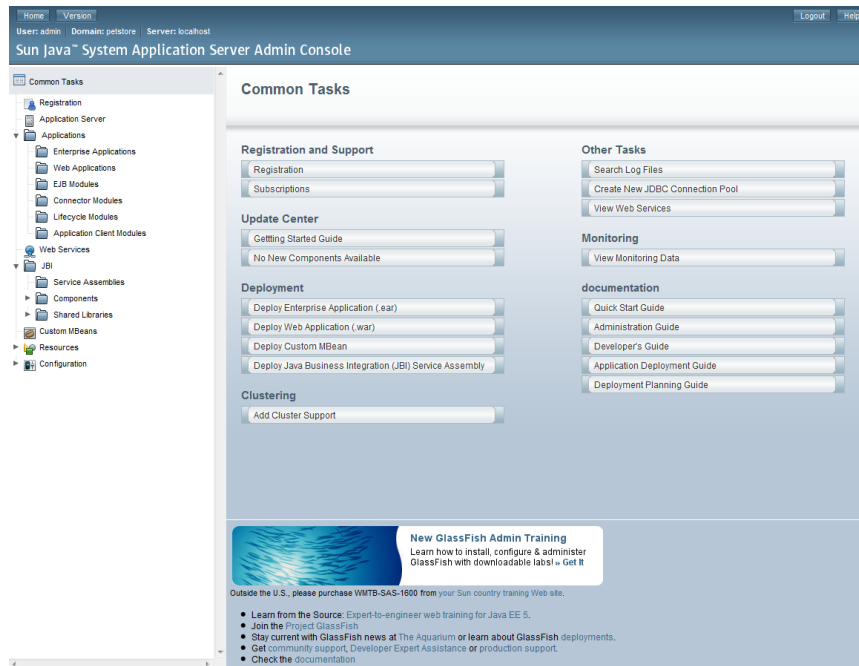 Home Version Logout Help
User: admin Domain: petstore Server: localhost
Sun Java™ System Application Server Admin Console
Common Tasks
Registration
Application Server
Applications
Enterprise Applications
Web Applications
EJB Modules
Connector Modules
Lifecycle Modules
Application Client Modules
Web Services
JBI
Service Assemblies
Components
Shared Libraries
Custom MBeans
Resources
Configuration
Common Tasks
Registration and Support
Registration
Subscriptions
Update Center
Gettting Started Guide
No New Components Available
Deployment
Deploy Enterprise Application (.ear)
Deploy Web Application (.war)
Deploy Custom MBean
Deploy Java Business Integration (JBI) Service Assembly
Clustering
Add Cluster Support
Other Tasks
Search Log Files
Create New JDBC Connection Pool
View Web Services
Monitoring
View Monitoring Data
documentation
Quick Start Guide
Administration Guide
Developer's Guide
Application Deployment Guide
Deployment Planning Guide
New GlassFish Admin Training
Learn how to install, configure & administer
GlassFish with downloadable labs! » Get It
Outside the U.S., please purchase WMTB-SAS-1600 from your Sun country training Web site.
• Learn from the Source: Expert-to-engineer web training for Java EE 5.
• Join the Project GlassFish
• Stay current with GlassFish news at The Aquarium or learn about GlassFish deployments.
• Get community support, Developer Expert Assistance or production support.
• Check the documentation